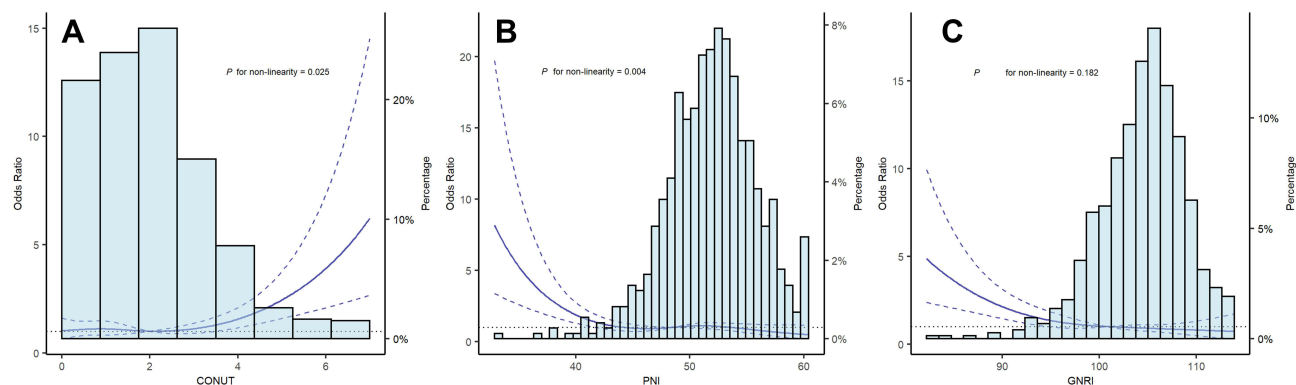 A
P for non-linearity = 0.025
15
10
5
0
Odds Ratio
20%
10%
0%
Percentage
0 2 4 6
CONUT
B
P for non-linearity = 0.004
20
15
10
5
0
Odds Ratio
8%
6%
4%
2%
0%
Percentage
40 50 60
PNI
C
P for non-linearity = 0.182
15
10
5
0
Odds Ratio
10%
5%
0%
Percentage
90 100 110
GNRI